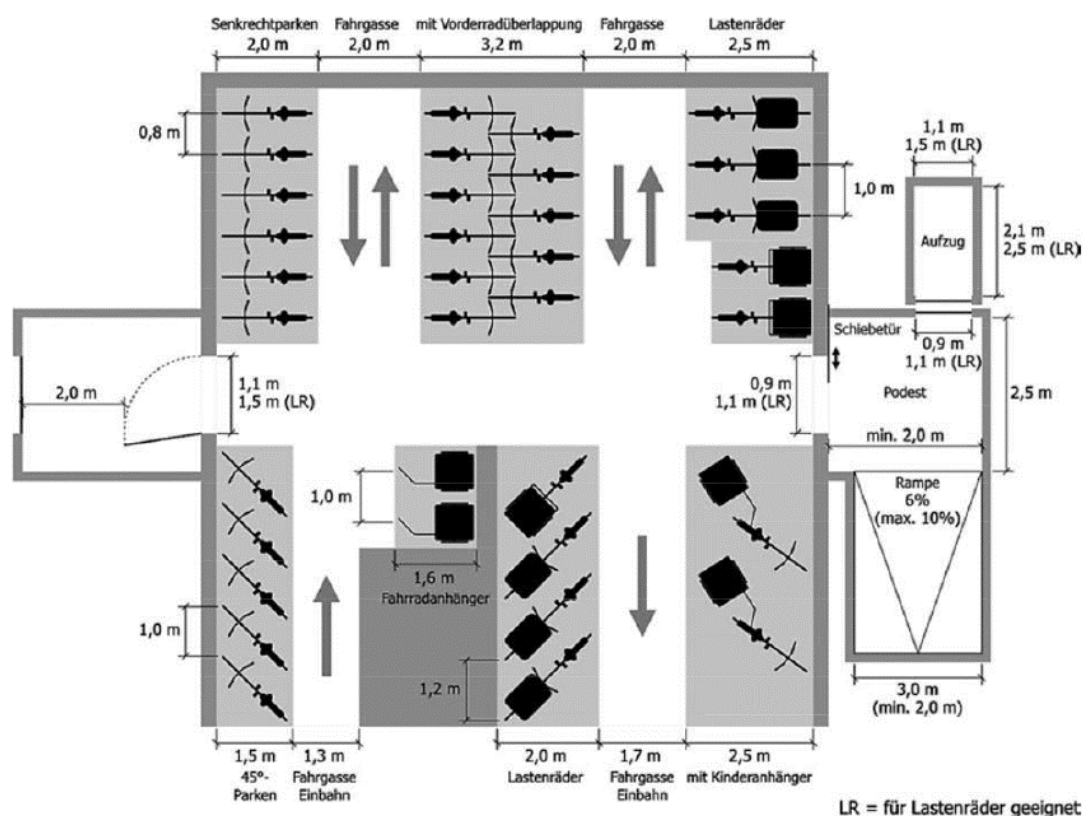 Senkrechtparken Fahrgasse mit Vorderradüberlappung Fahrgasse Lastenräder
2,0 m 2,0 m 3,2 m 2,0 m 2,5 m
0,8 m
1,1 m
1,5 m (LR)
1,0 m
Aufzug
2,1 m
2,5 m (LR)
Schiebetür
0,9 m
1,1 m (LR)
2,0 m
1,1 m
1,5 m (LR)
0,9 m
1,1 m (LR)
Podest
2,5 m
min. 2,0 m
1,0 m
Rampe
6%
(max. 10%)
1,6 m
Fahrradanhänger
1,0 m
1,2 m
3,0 m
(min. 2,0 m)
1,5 m 1,3 m 2,0 m 1,7 m 2,5 m
45°- Fahrgasse Lastenräder Fahrgasse mit Kinderanhänger
Parken Einbahn Einbahn
LR = für Lastenräder geeignet